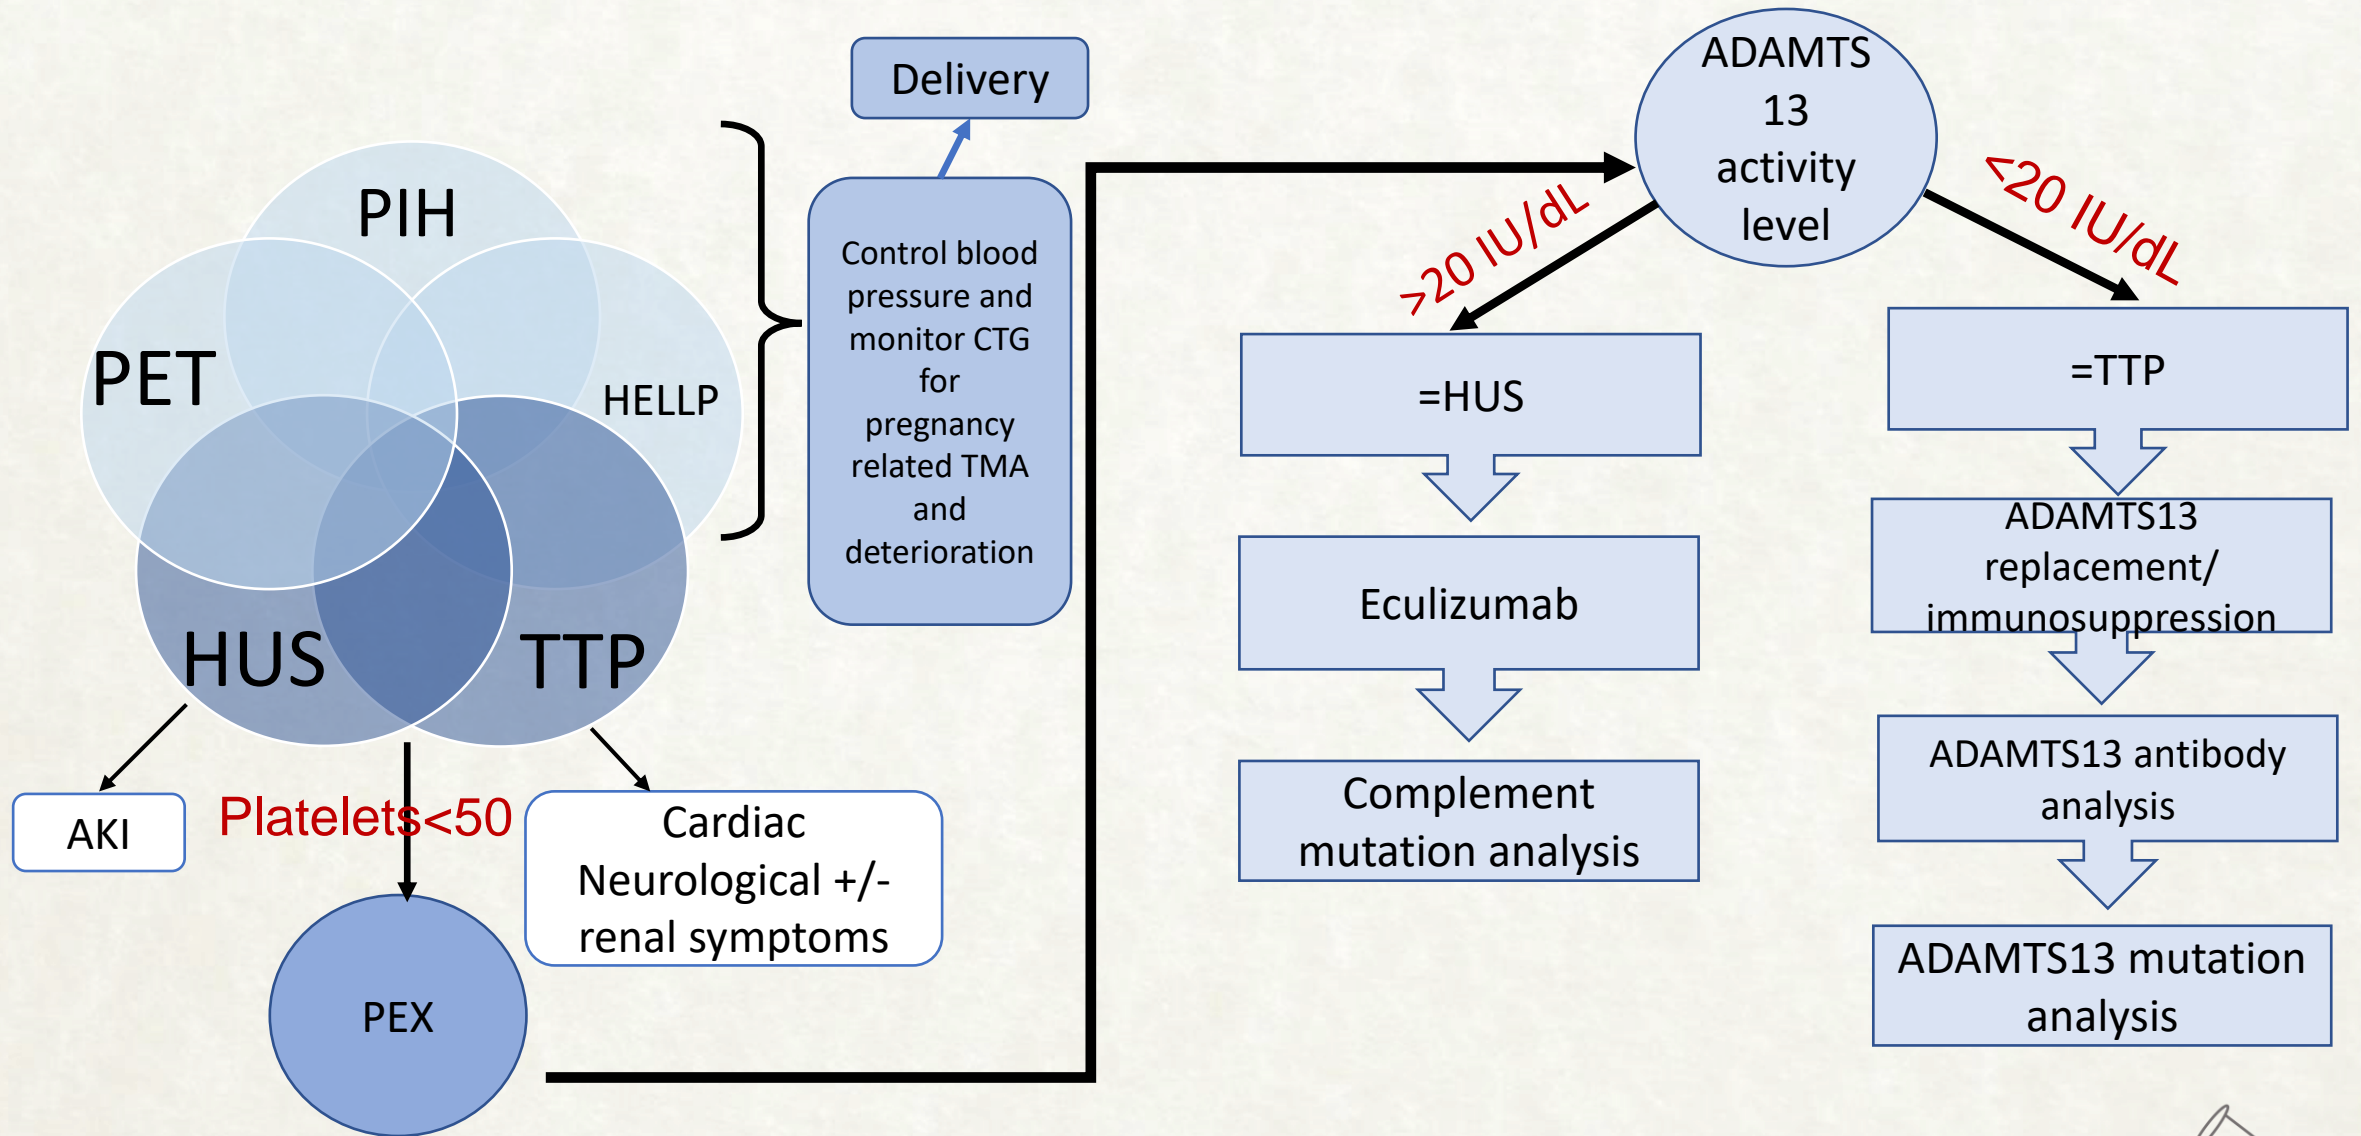 PIH
PET
HELLP
HUS
TTP
AKI
Platelets<50
Cardiac
Neurological +/-
renal symptoms
PEX
Delivery
Control blood
pressure and
monitor CTG
for
pregnancy
related TMA
and
deterioration
ADAMTS
13
activity
level
>20 IU/dL
<20 IU/dL
=HUS
Eculizumab
Complement
mutation analysis
=TTP
ADAMTS13
replacement/
immunosuppression
ADAMTS13 antibody
analysis
ADAMTS13 mutation
analysis